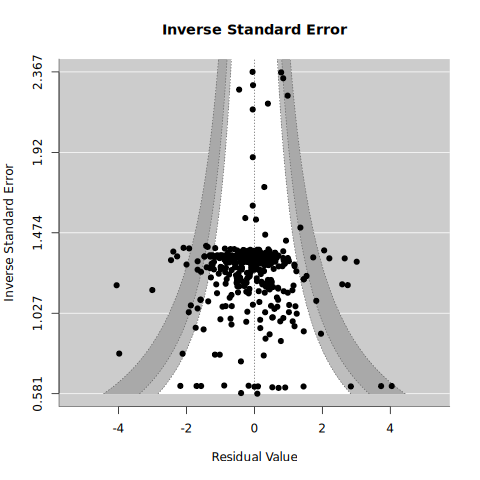 Inverse Standard Error
2.367
1.92
1.474
1.027
0.581
Inverse Standard Error
-4 -2 0 2 4
Residual Value